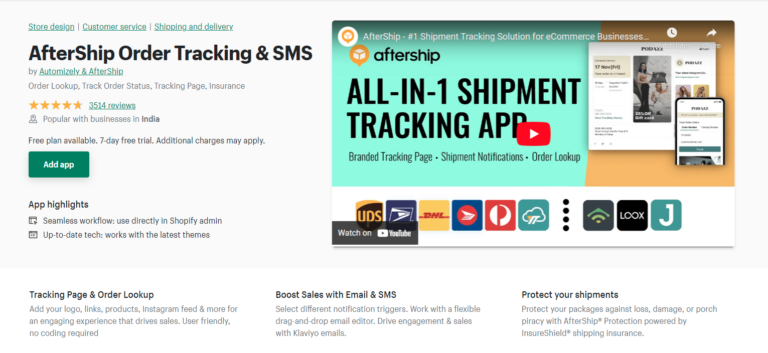 Store design | Customer service | Shipping and delivery
AfterShip Order Tracking & SMS
by Automizely & AfterShip
Order Lookup, Track Order Status, Tracking Page, Insurance
3514 reviews
Popular with businesses in India
Free plan available. 7-day free trial. Additional charges may apply.
Add app
App highlights
Seamless workflow: use directly in Shopify admin
Up-to-date tech: works with the latest themes
AfterShip - #1 Shipment Tracking Solution for eCommerce Businesses...
aftership
ALL-IN-1 SHIPMENT
TRACKING APP
Branded Tracking Page • Shipment Notifications • Order Lookup
PODAZZ
17 Nov(Fri)
PODAZZ
DHL
LOOX
J
Watch on YouTube
Tracking Page & Order Lookup
Add your logo, links, products, Instagram feed & more for
an engaging experience that drives sales. User friendly,
no coding required
Boost Sales with Email & SMS
Select different notification triggers. Work with a flexible
drag-and-drop email editor. Drive engagement & sales
with Klaviyo emails.
Protect your shipments
Protect your packages against loss, damage, or porch
piracy with AfterShip® Protection powered by
InsureShield® shipping insurance.